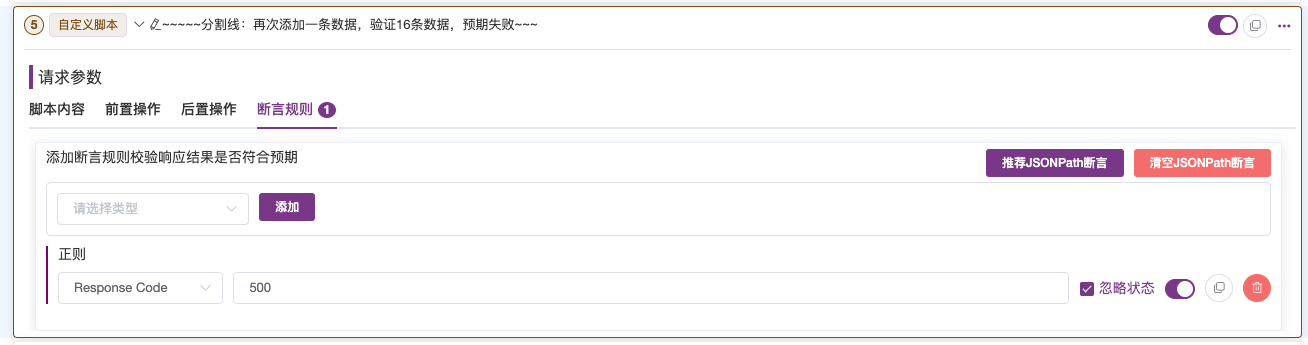 5 自定义脚本 ~~~~~分割线：再次添加一条数据，验证16条数据，预期失败~~~
请求参数
脚本内容 前置操作 后置操作 断言规则 1
添加断言规则校验响应结果是否符合预期 推荐JSONPath断言 清空JSONPath断言
请选择类型 添加
正则
Response Code 500 忽略状态